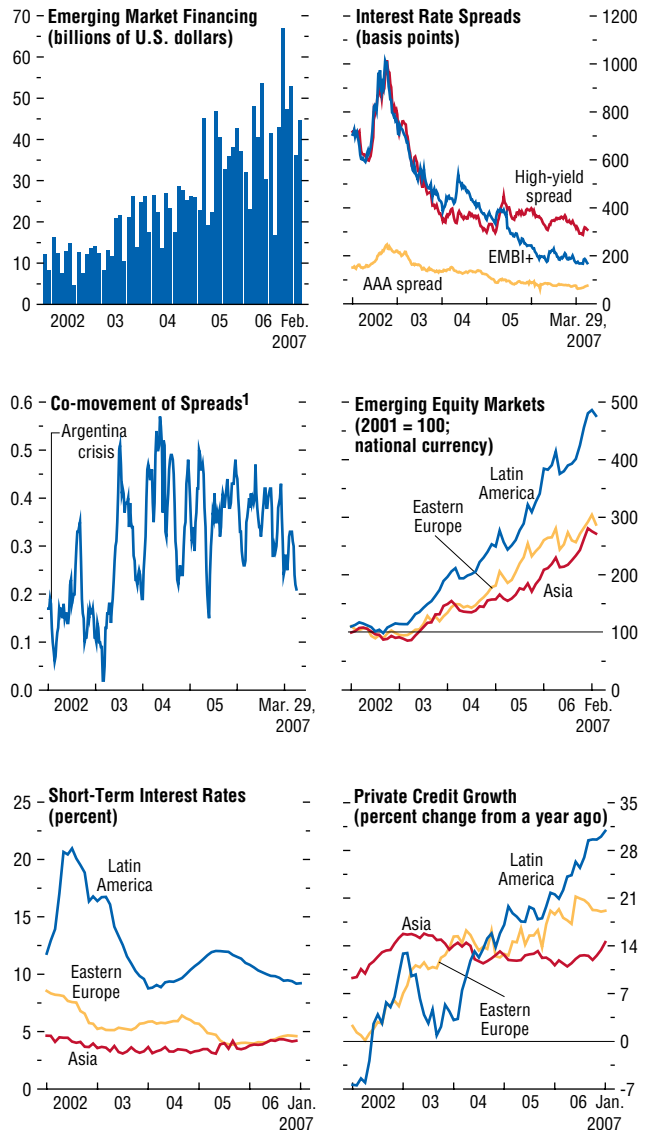 Emerging Market Financing
(billions of U.S. dollars)
70
60
50
40
30
20
10
0
2002 03 04 05 06 Feb.
2007
Interest Rate Spreads
(basis points)
1200
1000
800
600
400
200
0
High-yield
spread
EMBI+
AAA spread
2002 03 04 05 Mar. 29,
2007
Co-movement of Spreads¹
0.6
0.5
0.4
0.3
0.2
0.1
0.0
Argentina
crisis
2002 03 04 05 Mar. 29,
2007
Emerging Equity Markets
(2001 = 100;
national currency)
500
400
300
200
100
0
Latin
America
Eastern
Europe
Asia
2002 03 04 05 06 Feb.
2007
Short-Term Interest Rates
(percent)
25
20
15
10
5
0
Latin
America
Eastern
Europe
Asia
2002 03 04 05 06 Jan.
2007
Private Credit Growth
(percent change from a year ago)
35
28
21
14
7
0
-7
Latin
America
Asia
Eastern
Europe
2002 03 04 05 06 Jan.
2007